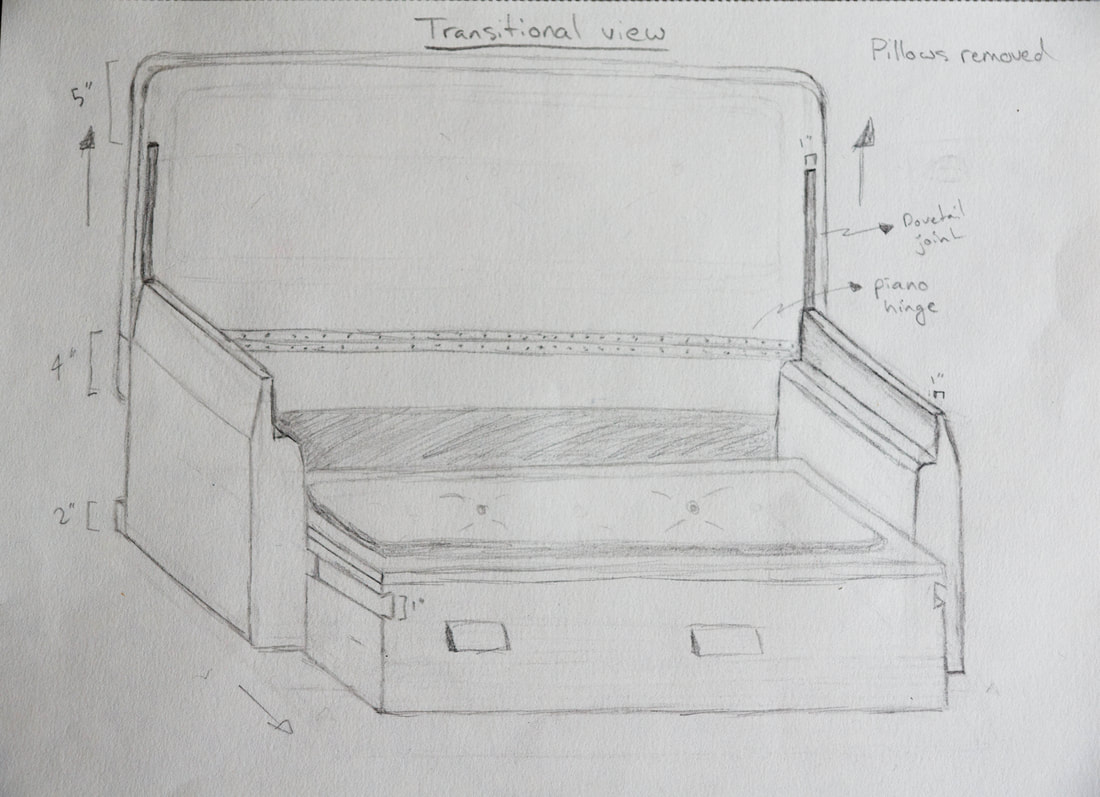 Transitional view
Pillows removed
5"
1"
Dovetail
joint
piano
hinge
4"
1"
2"
1"